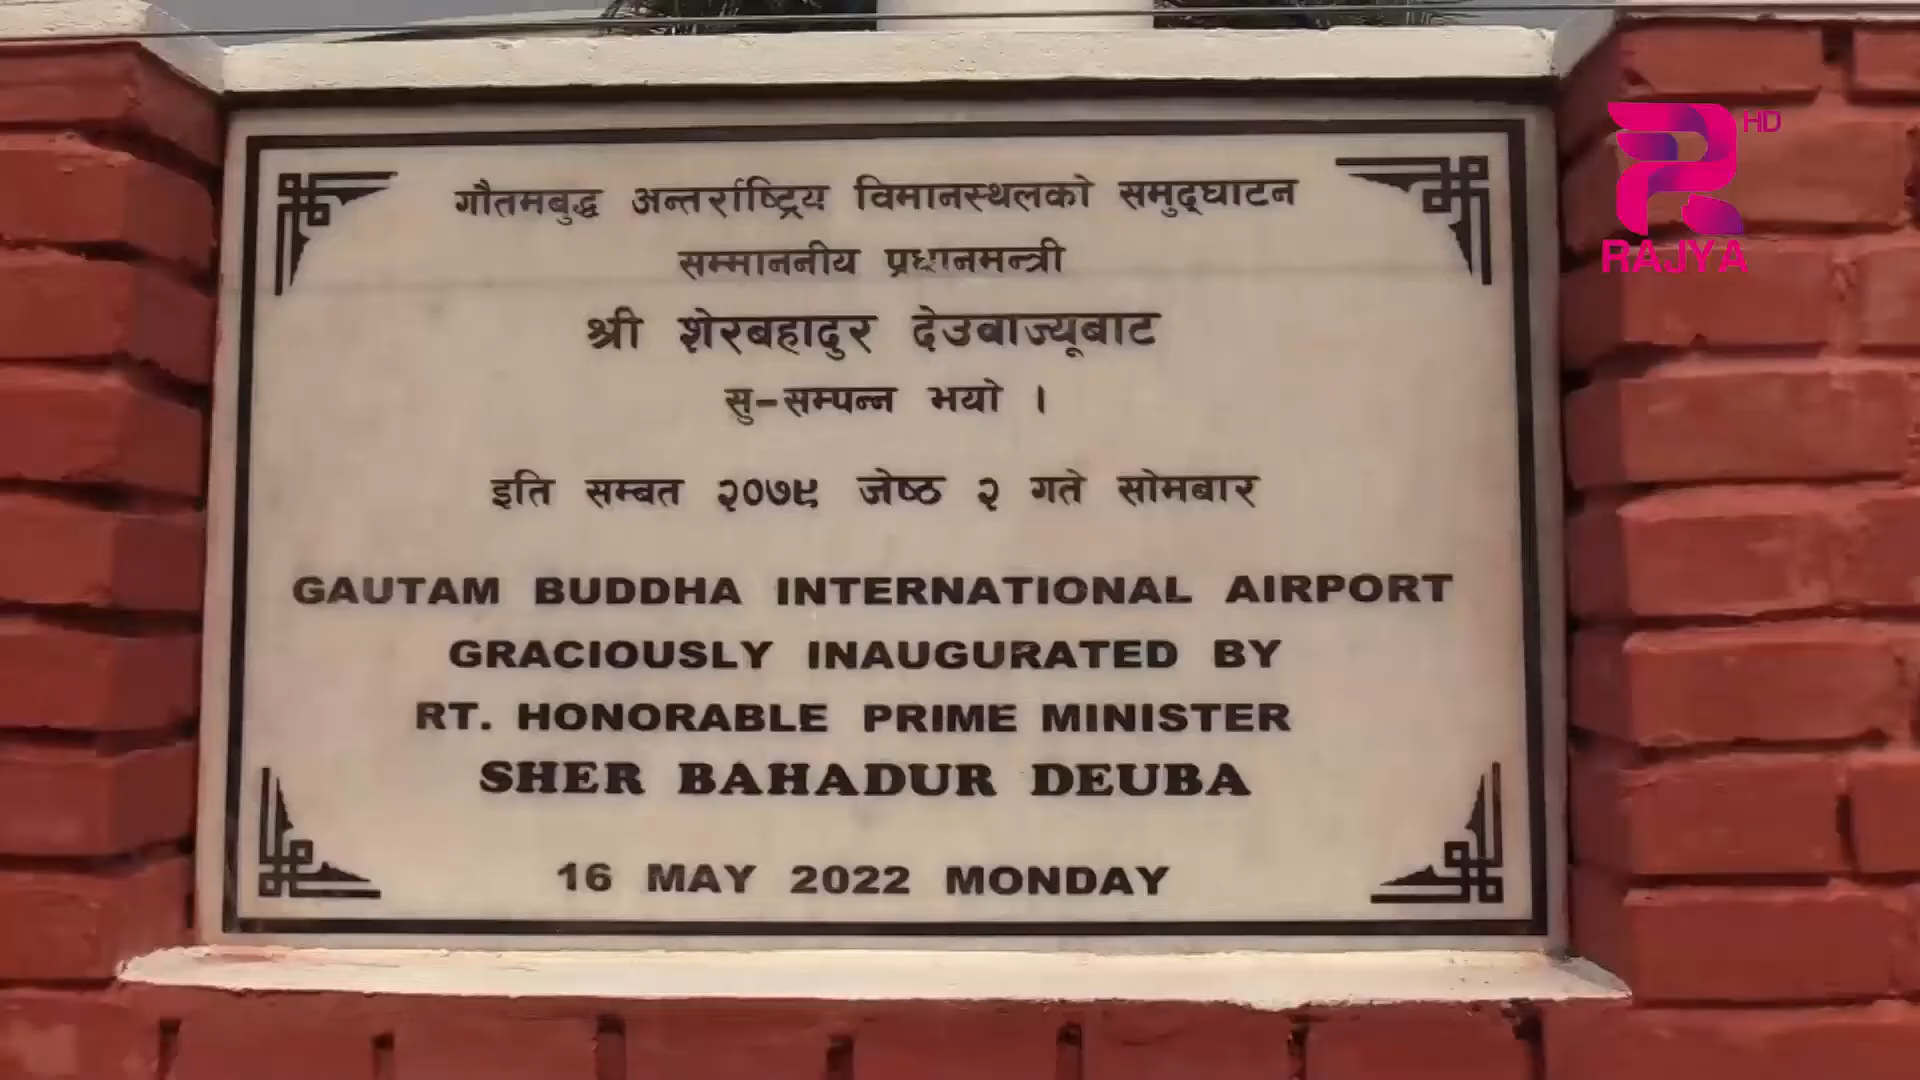 गौतमबुद्ध अन्तर्राष्ट्रिय विमानस्थलको समुद्घाटन
सम्माननीय प्रधानमन्त्री
श्री शेरबहादुर देउबाज्यूबाट
सु-सम्पन्न भयो ।
इति सम्बत २०७९ जेष्ठ २ गते सोमबार
GAUTAM BUDDHA INTERNATIONAL AIRPORT
GRACIOUSLY INAUGURATED BY
RT. HONORABLE PRIME MINISTER
SHER BAHADUR DEUBA
16 MAY 2022 MONDAY
HD
RAJYA